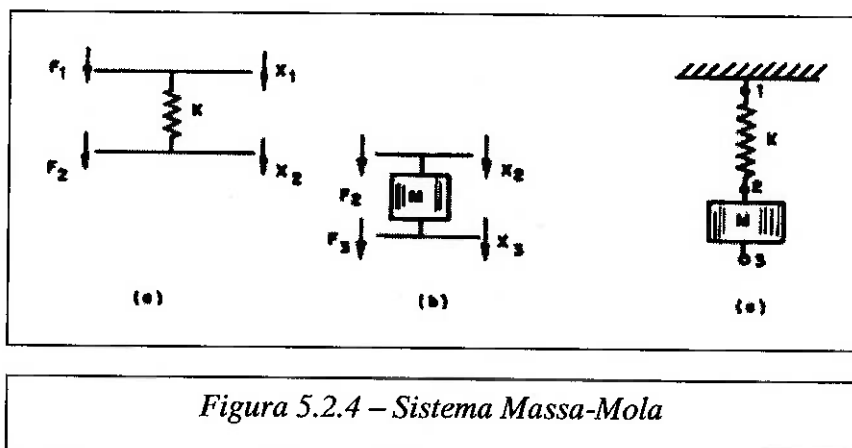 F1 X1
K
F2 X2
F2 M X2
F3 X3
1
K
2
M
3
(a) (b) (c)
Figura 5.2.4 – Sistema Massa-Mola